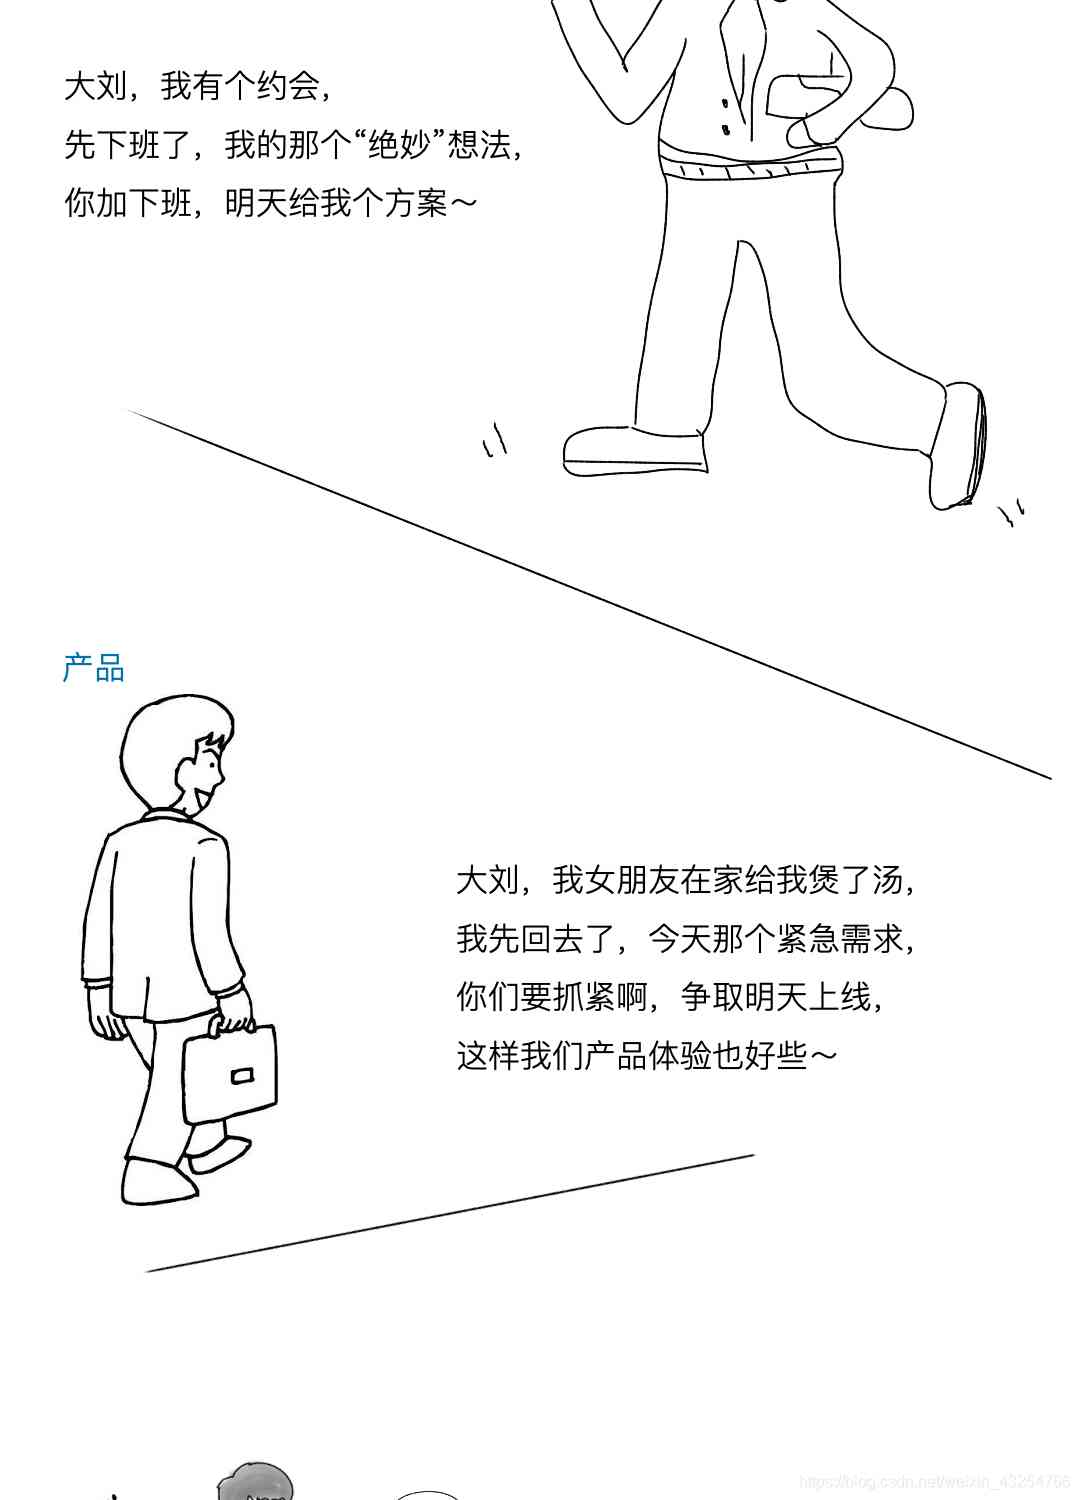 大刘，我有个约会，
先下班了，我的那个“绝妙”想法，
你加下班，明天给我个方案～
产品
大刘，我女朋友在家给我煲了汤，
我先回去了，今天那个紧急需求，
你们要抓紧啊，争取明天上线，
这样我们产品体验也好些～
https://blog.csdn.net/weixin_43254766